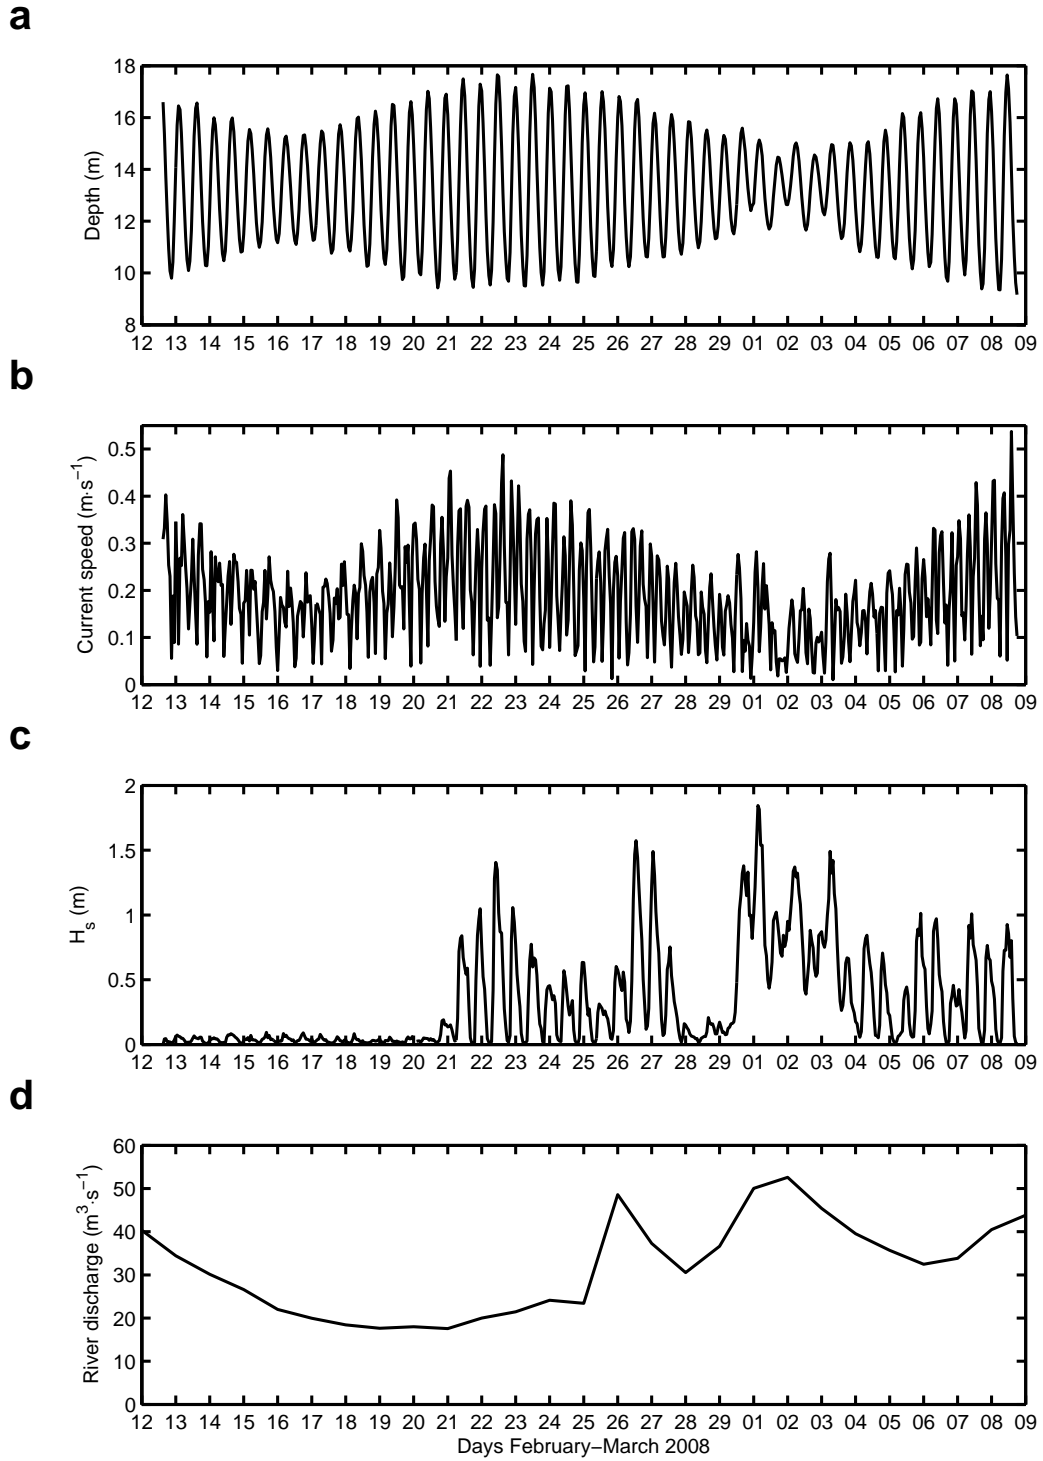 a
18
16
14
12
10
8
Depth (m)
12 13 14 15 16 17 18 19 20 21 22 23 24 25 26 27 28 29 01 02 03 04 05 06 07 08 09
b
0.5
0.4
0.3
0.2
0.1
0
Current speed (m·s−1)
12 13 14 15 16 17 18 19 20 21 22 23 24 25 26 27 28 29 01 02 03 04 05 06 07 08 09
c
2
1.5
1
0.5
0
Hs (m)
12 13 14 15 16 17 18 19 20 21 22 23 24 25 26 27 28 29 01 02 03 04 05 06 07 08 09
d
60
50
40
30
20
10
0
River discharge (m3·s−1)
12 13 14 15 16 17 18 19 20 21 22 23 24 25 26 27 28 29 01 02 03 04 05 06 07 08 09
Days February−March 2008